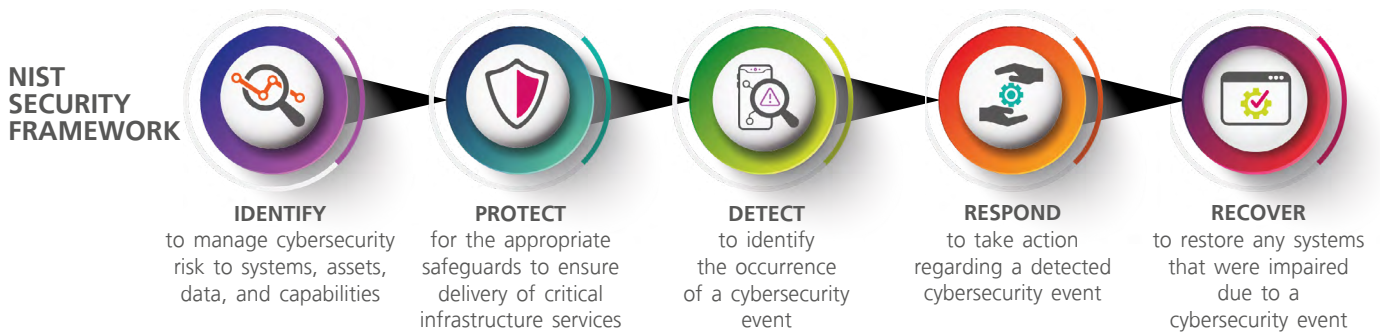 NIST
SECURITY
FRAMEWORK
IDENTIFY
to manage cybersecurity
risk to systems, assets,
data, and capabilities
PROTECT
for the appropriate
safeguards to ensure
delivery of critical
infrastructure services
DETECT
to identify
the occurrence
of a cybersecurity
event
RESPOND
to take action
regarding a detected
cybersecurity event
RECOVER
to restore any systems
that were impaired
due to a
cybersecurity event